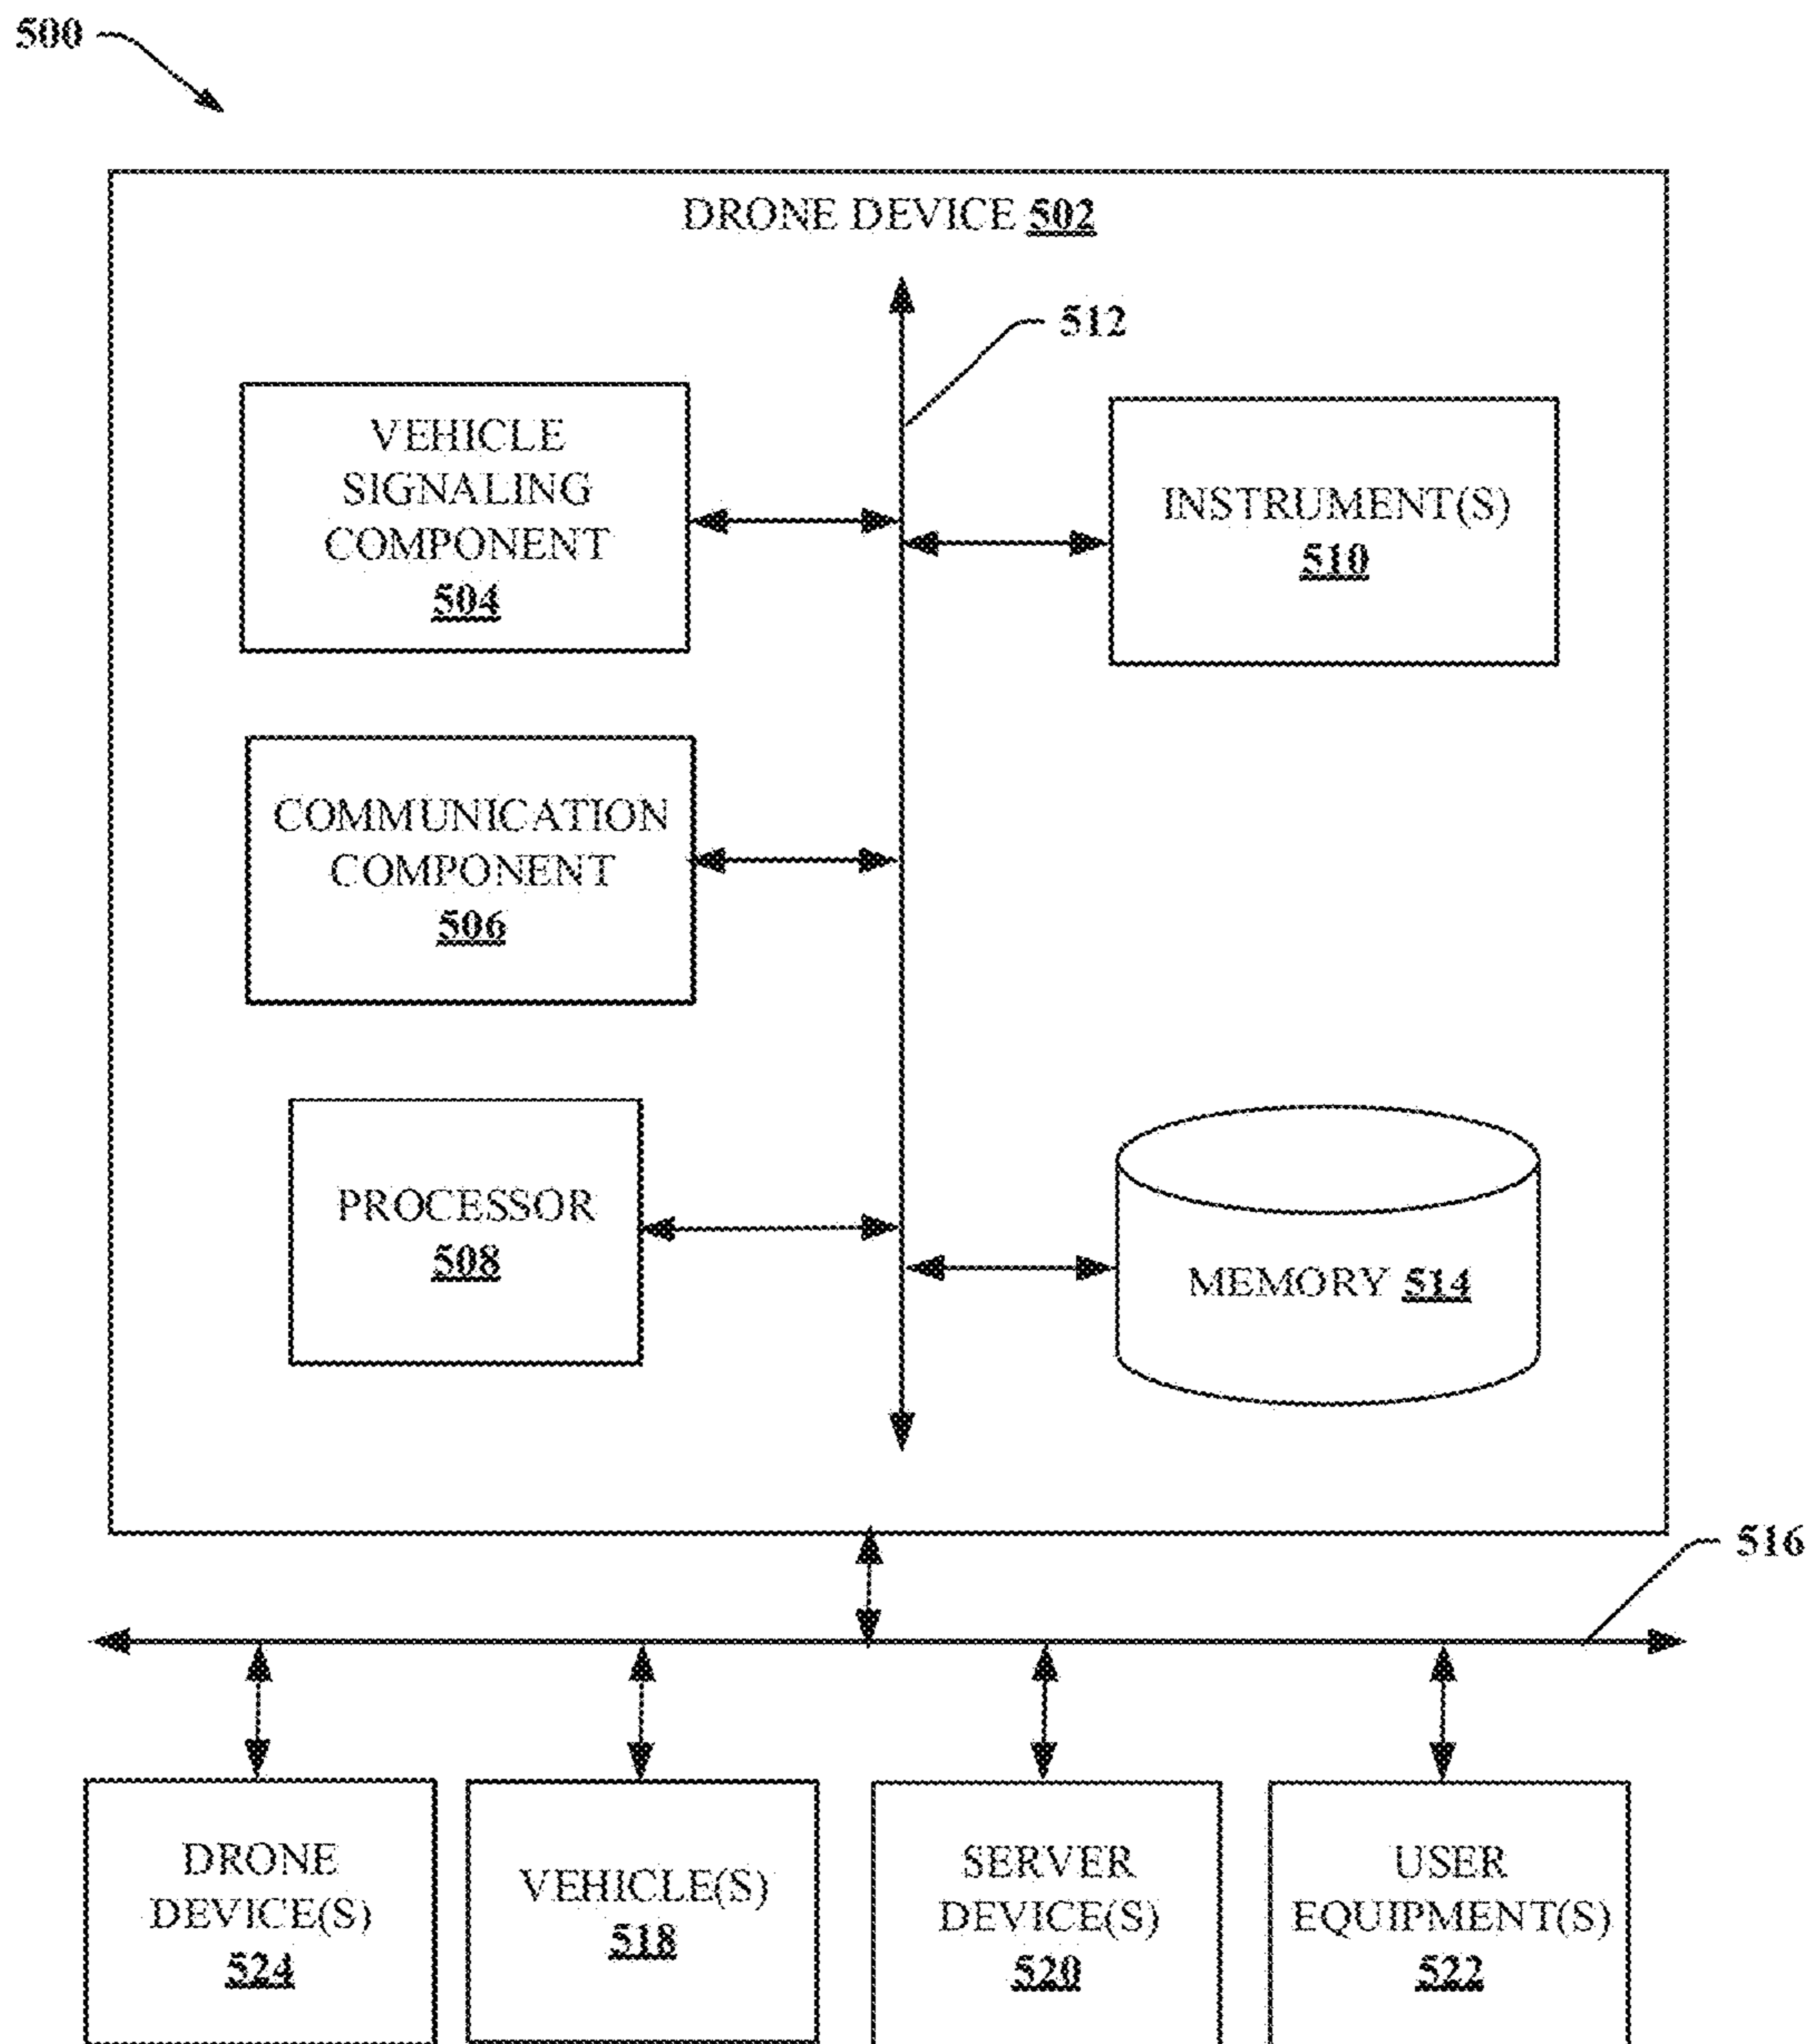 500
DRONE DEVICE 502
512
VEHICLE
SIGNALING
COMPONENT
504
INSTRUMENT(S)
510
COMMUNICATION
COMPONENT
506
PROCESSOR
508
MEMORY 514
516
DRONE
DEVICE(S)
524
VEHICLE(S)
518
SERVER
DEVICE(S)
520
USER
EQUIPMENT(S)
522